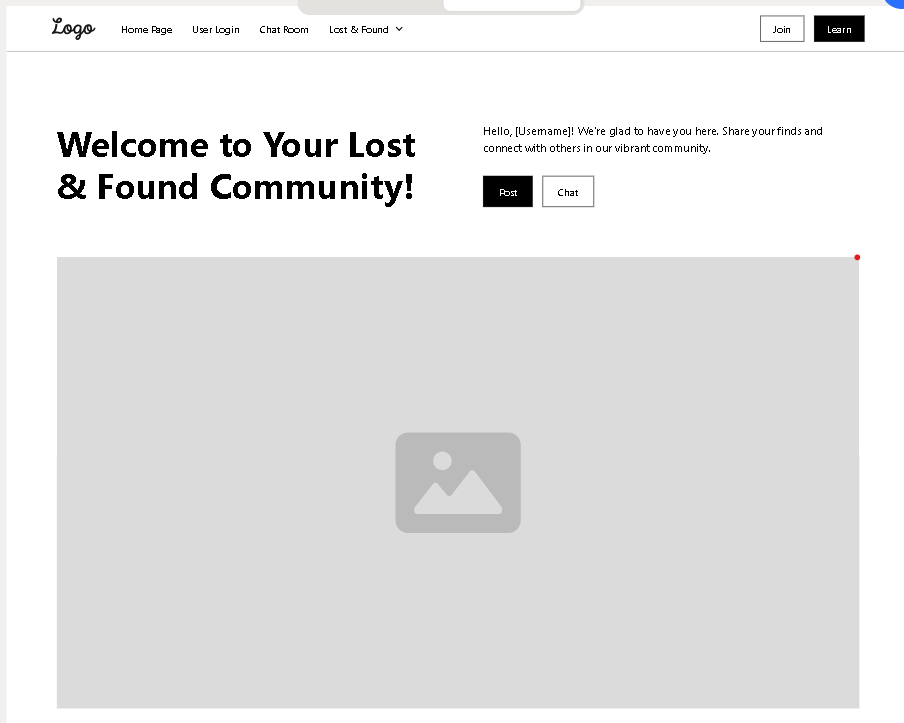 Logo
Home Page
User Login
Chat Room
Lost & Found
Join
Learn
Welcome to Your Lost
& Found Community!
Hello, [Username]! We're glad to have you here. Share your finds and
connect with others in our vibrant community.
Post
Chat